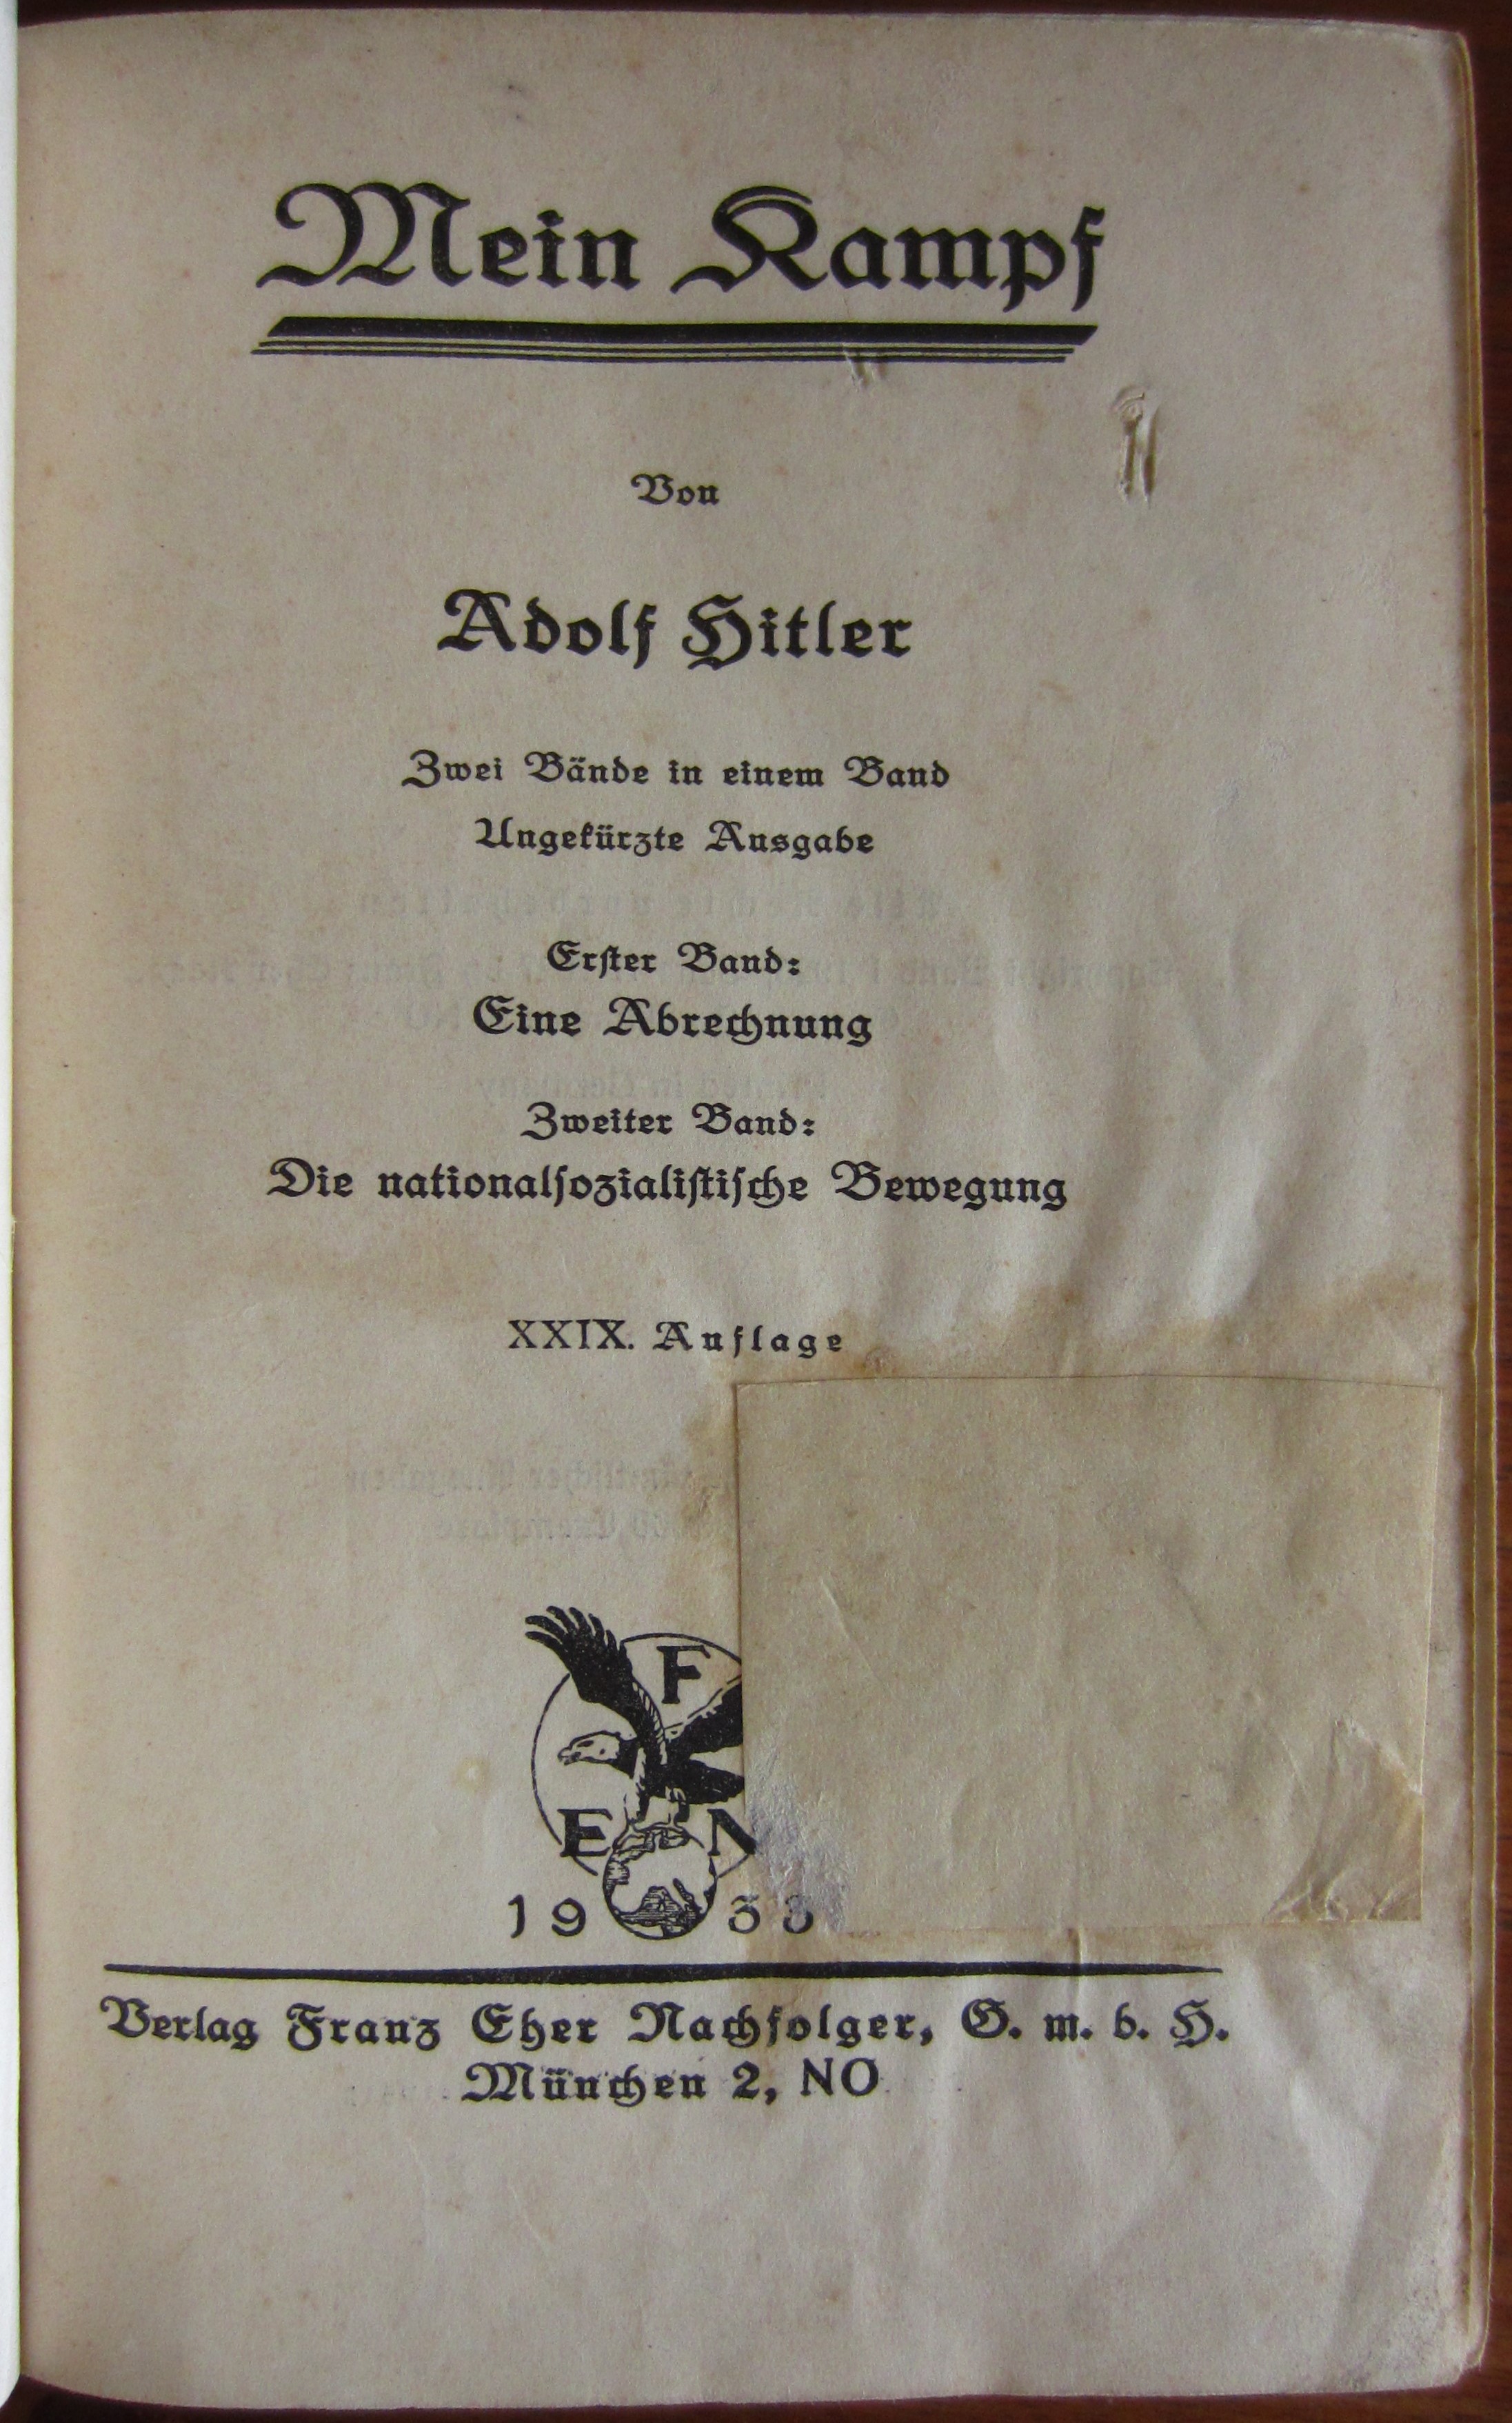 Mein Kampf
Von
Adolf Hitler
Zwei Bände in einem Band
Ungekürzte Ausgabe
Erster Band:
Eine Abrechnung
Zweiter Band:
Die nationalsozialistische Bewegung
XXIX. Auflage
F
E N
1933
Verlag Franz Eher Nachfolger, G. m. b. H.
München 2, NO